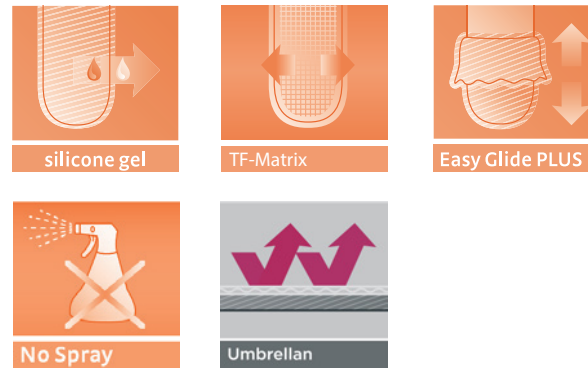 silicone gel
TF-Matrix
Easy Glide PLUS
No Spray
Umbrellan